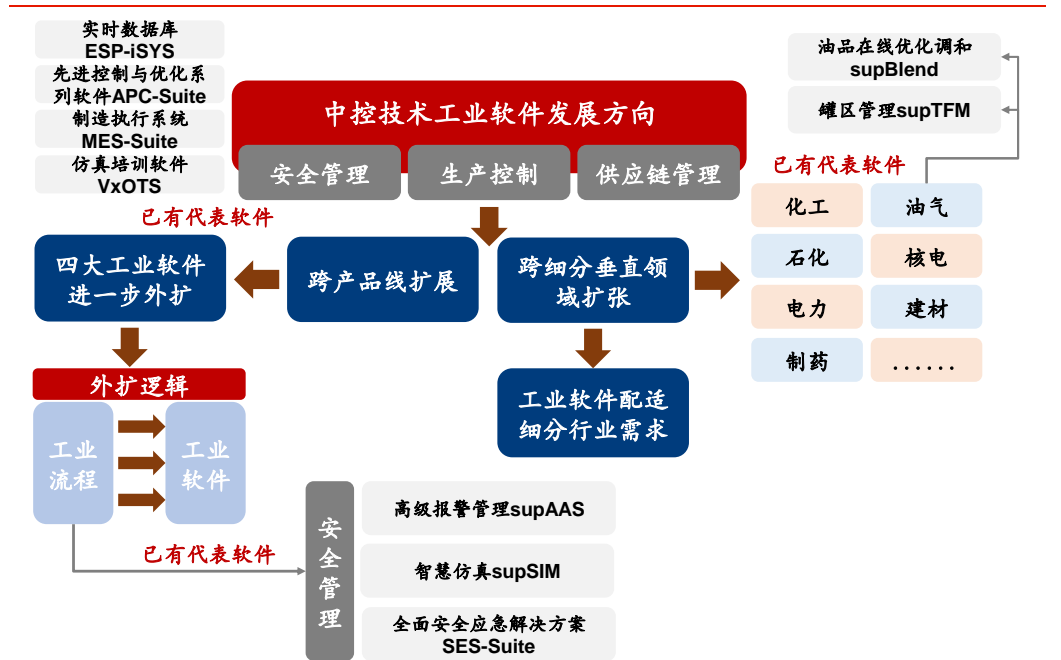 实时数据库
ESP-iSYS
先进控制与优化系
列软件APC-Suite
制造执行系统
MES-Suite
仿真培训软件
VxOTS
已有代表软件
中控技术工业软件发展方向
安全管理
生产控制
供应链管理
油品在线优化调和
supBlend
罐区管理supTFM
已有代表软件
化工
油气
石化
核电
电力
建材
制药
......
四大工业软件
进一步外扩
跨产品线扩展
跨细分垂直领
域扩张
外扩逻辑
工业
流程
工业
软件
工业软件配适
细分行业需求
已有代表软件
安
全
管
理
高级报警管理supAAS
智慧仿真supSIM
全面安全应急解决方案
SES-Suite